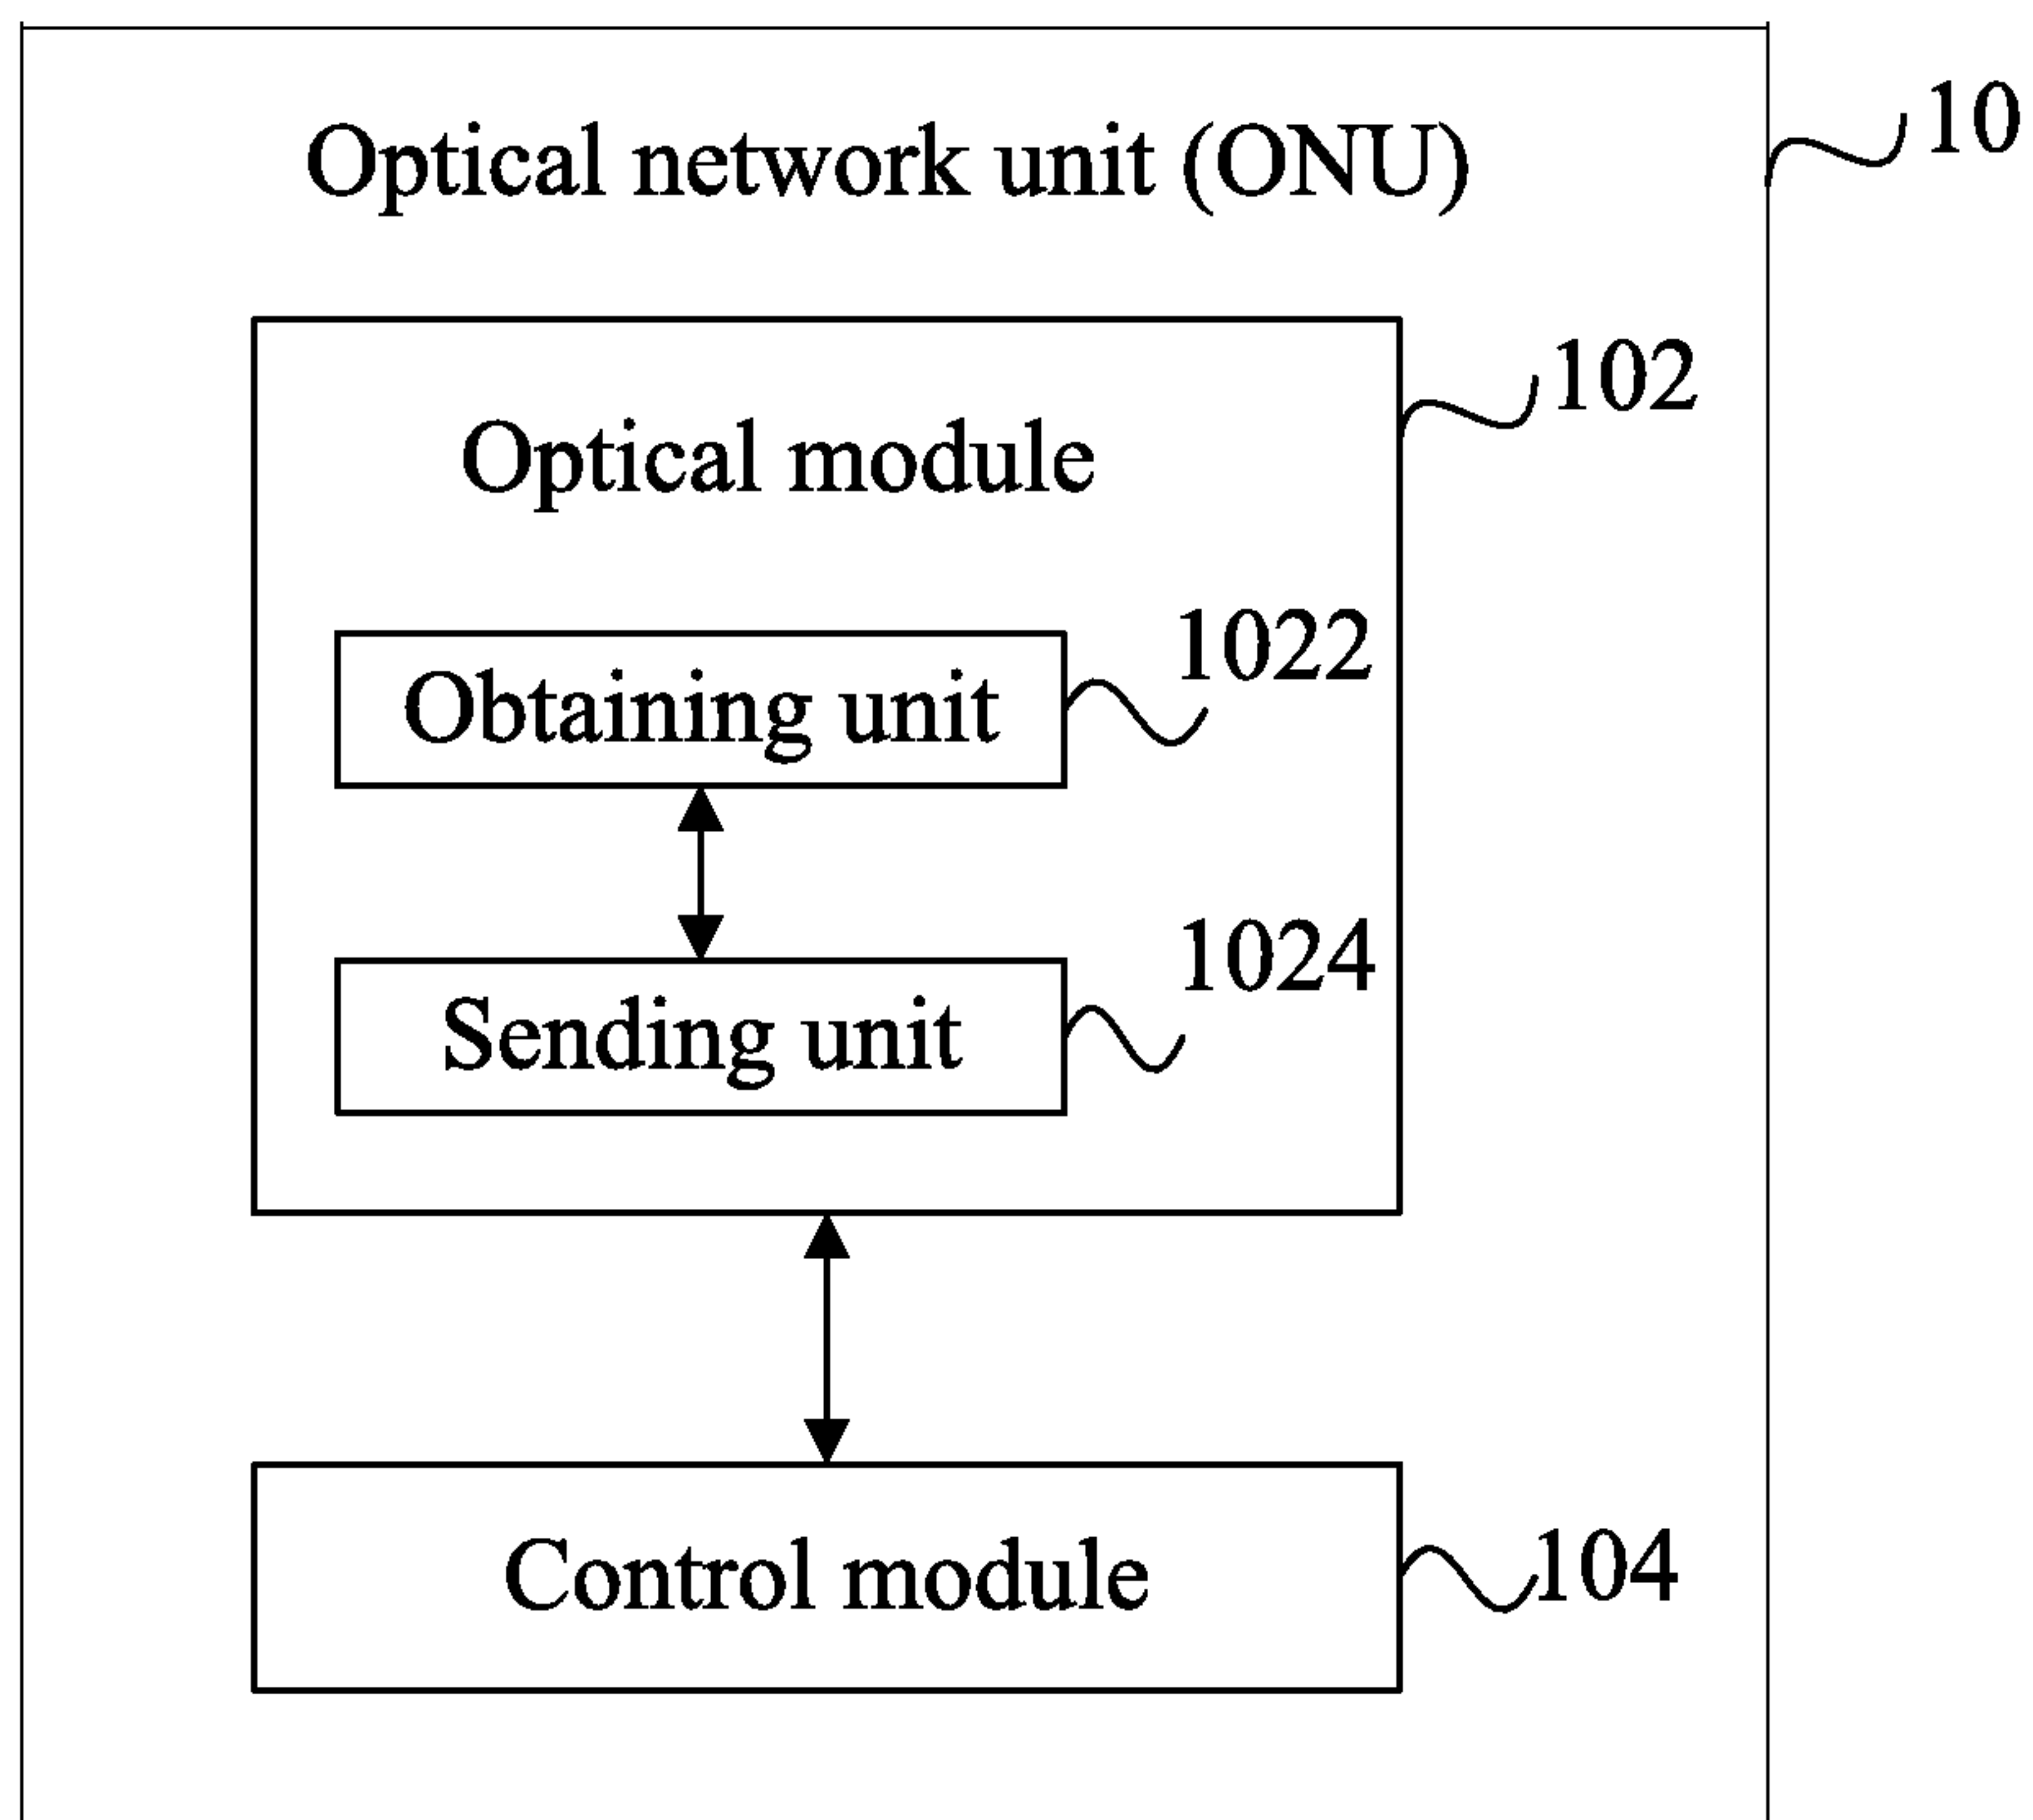 10
Optical network unit (ONU)
102
Optical module
1022
Obtaining unit
1024
Sending unit
104
Control module